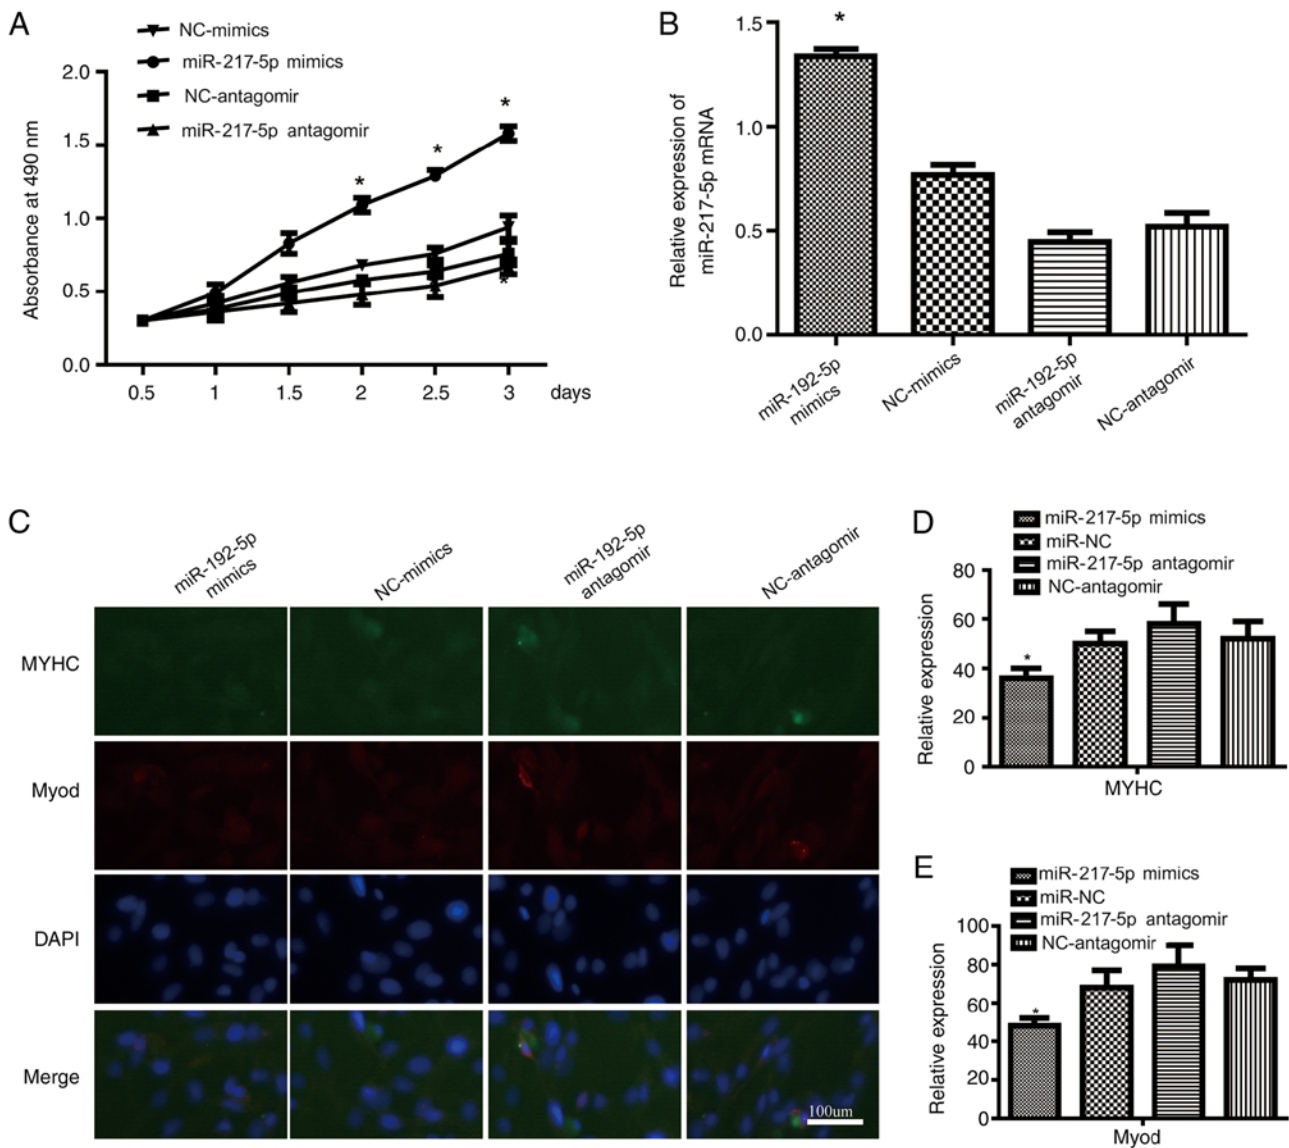 A
NC-mimics
miR-217-5p mimics
NC-antagomir
miR-217-5p antagomir
Absorbance at 490 nm
2.0
1.5
1.0
0.5
0.0
*
*
*
*
0.5 1 1.5 2 2.5 3 days
B
Relative expression of
miR-217-5p mRNA
1.5
1.0
0.5
0.0
*
miR-192-5p
mimics
NC-mimics
miR-192-5p
antagomir
NC-antagomir
C
miR-192-5p
mimics
NC-mimics
miR-192-5p
antagomir
NC-antagomir
MYHC
Myod
DAPI
Merge
100um
D
miR-217-5p mimics
miR-NC
miR-217-5p antagomir
NC-antagomir
Relative expression
80
60
40
20
0
*
MYHC
E
miR-217-5p mimics
miR-NC
miR-217-5p antagomir
NC-antagomir
Relative expression
100
80
60
40
20
0
*
Myod